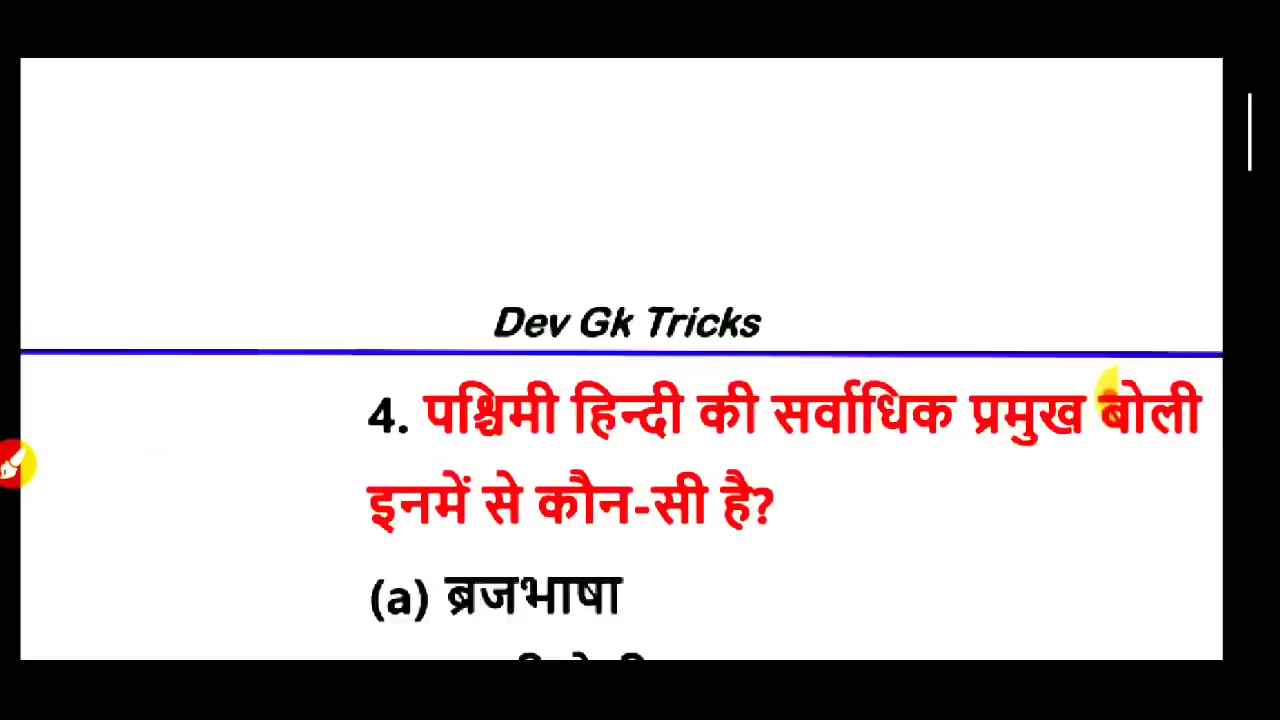 Dev Gk Tricks
4. पश्चिमी हिन्दी की सर्वाधिक प्रमुख बोली
इनमें से कौन-सी है?
(a) ब्रजभाषा